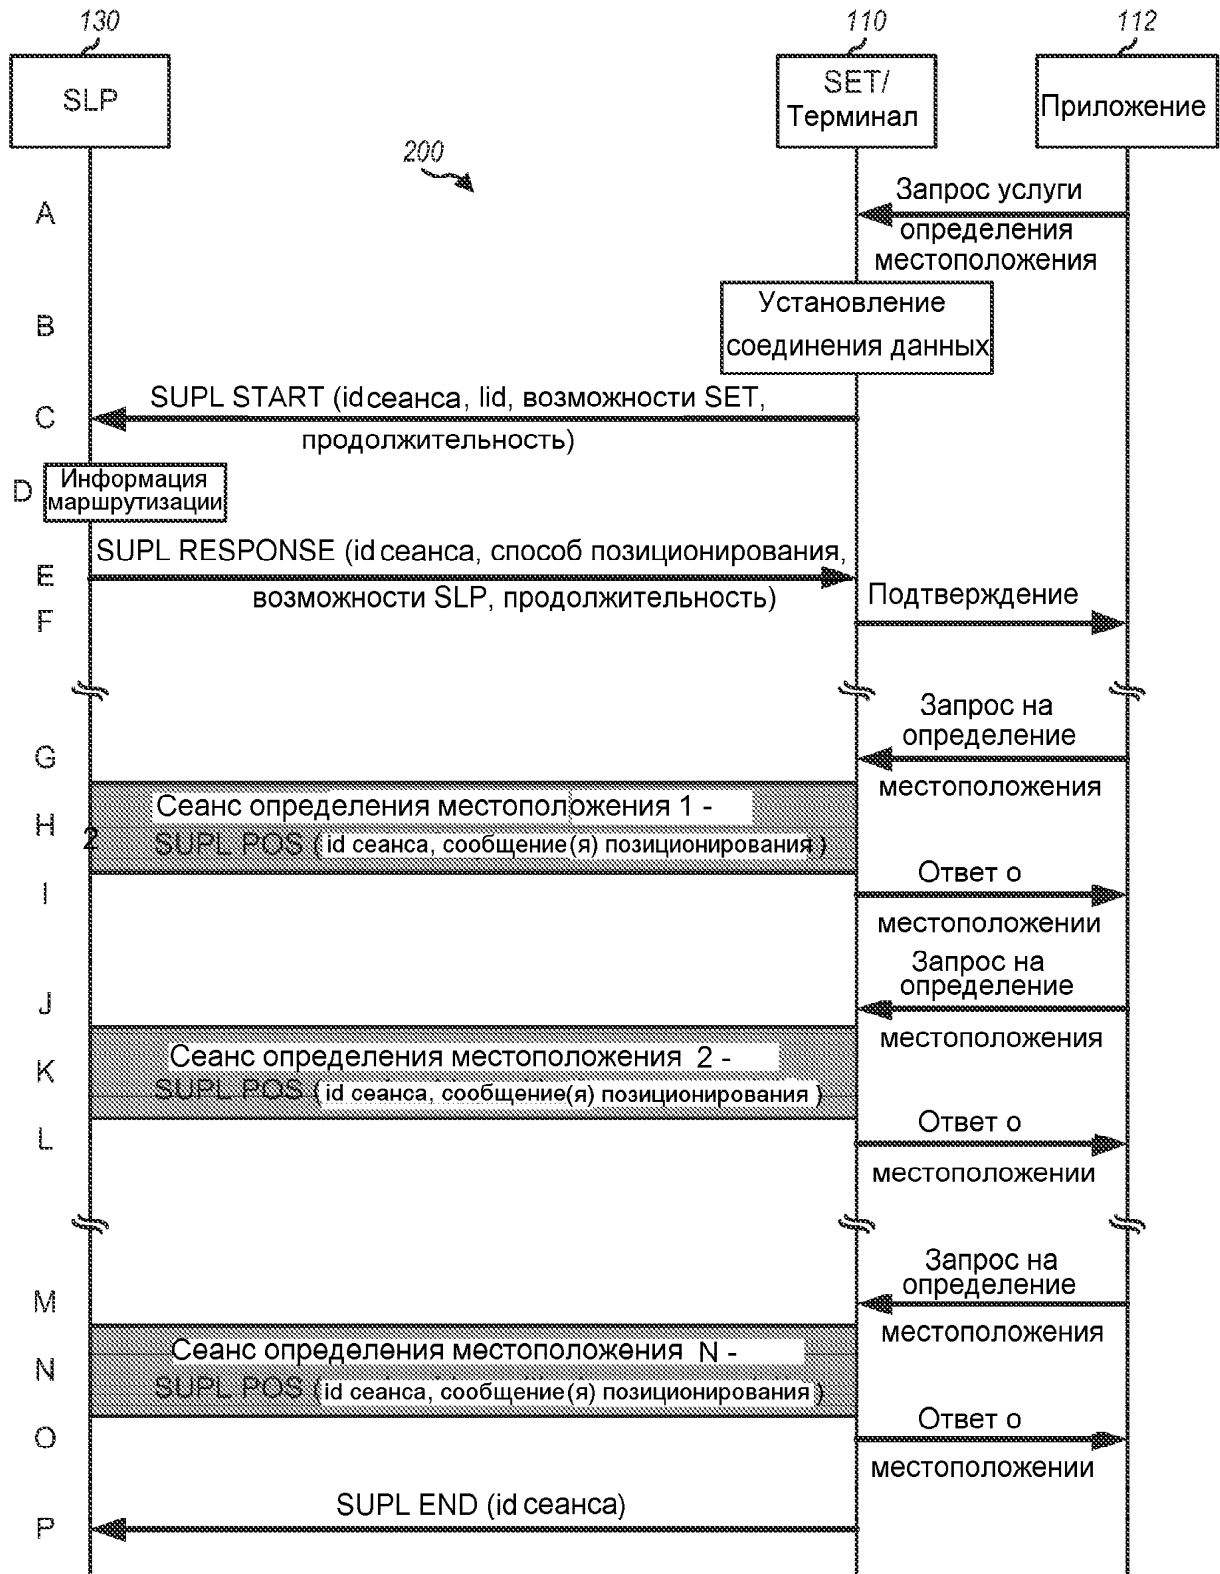 130
110
112
SLP
SET/
Терминал
Приложение
200
A
Запрос услуги
определения
местоположения
B
Установление
соединения данных
C
SUPL START (id сеанса, lid, возможности SET,
продолжительность)
D
Информация
маршрутизации
E
SUPL RESPONSE (id сеанса, способ позиционирования,
возможности SLP, продолжительность)
F
Подтверждение
G
Запрос на
определение
местоположения
H
2
Сеанс определения местоположения 1 -
SUPL POS (id сеанса, сообщение(я) позиционирования)
I
Ответ о
местоположении
J
Запрос на
определение
местоположения
K
Сеанс определения местоположения 2 -
SUPL POS (id сеанса, сообщение(я) позиционирования)
L
Ответ о
местоположении
M
Запрос на
определение
местоположения
N
Сеанс определения местоположения N -
SUPL POS (id сеанса, сообщение(я) позиционирования)
O
Ответ о
местоположении
P
SUPL END (id сеанса)